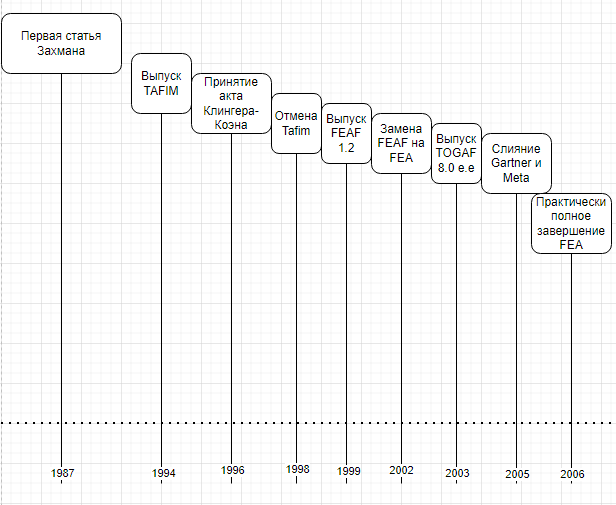 Первая статья
Захмана
Выпуск
TAFIM
Принятие
акта
Клингера-
Коэна
Отмена
Tafim
Выпуск
FEAF
1.2
Замена
FEAF на
FEA
Выпуск
TOGAF
8.0 e.e
Слияние
Gartner и
Meta
Практически
полное
завершение
FEA
1987
1994
1996
1998
1999
2002
2003
2005
2006